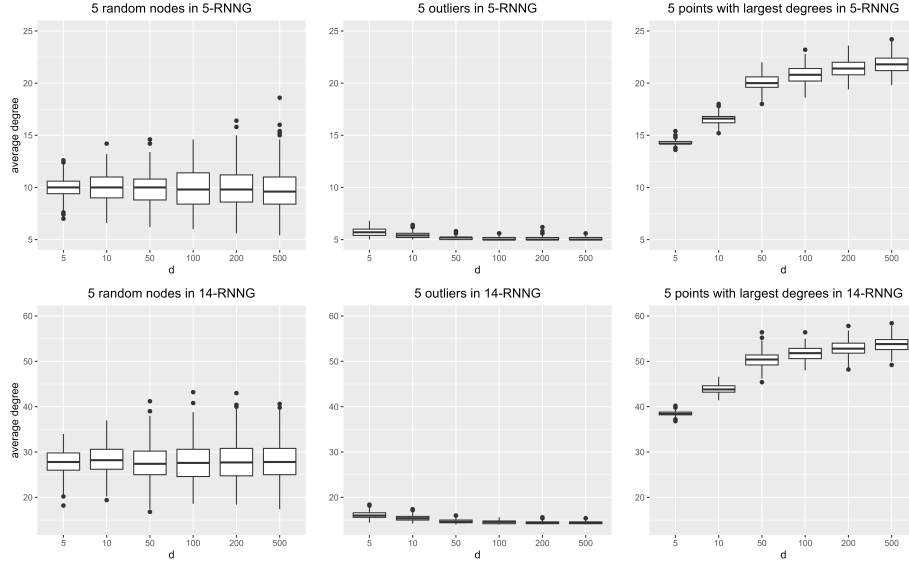 5 random nodes in 5-RNNG
5 outliers in 5-RNNG
5 points with largest degrees in 5-RNNG
average degree
25
20
15
10
5
25
20
15
10
5
25
20
15
10
5
5 10 50 100 200 500
5 10 50 100 200 500
5 10 50 100 200 500
d
d
d
5 random nodes in 14-RNNG
5 outliers in 14-RNNG
5 points with largest degrees in 14-RNNG
average degree
60
50
40
30
20
60
50
40
30
20
60
50
40
30
20
5 10 50 100 200 500
5 10 50 100 200 500
5 10 50 100 200 500
d
d
d